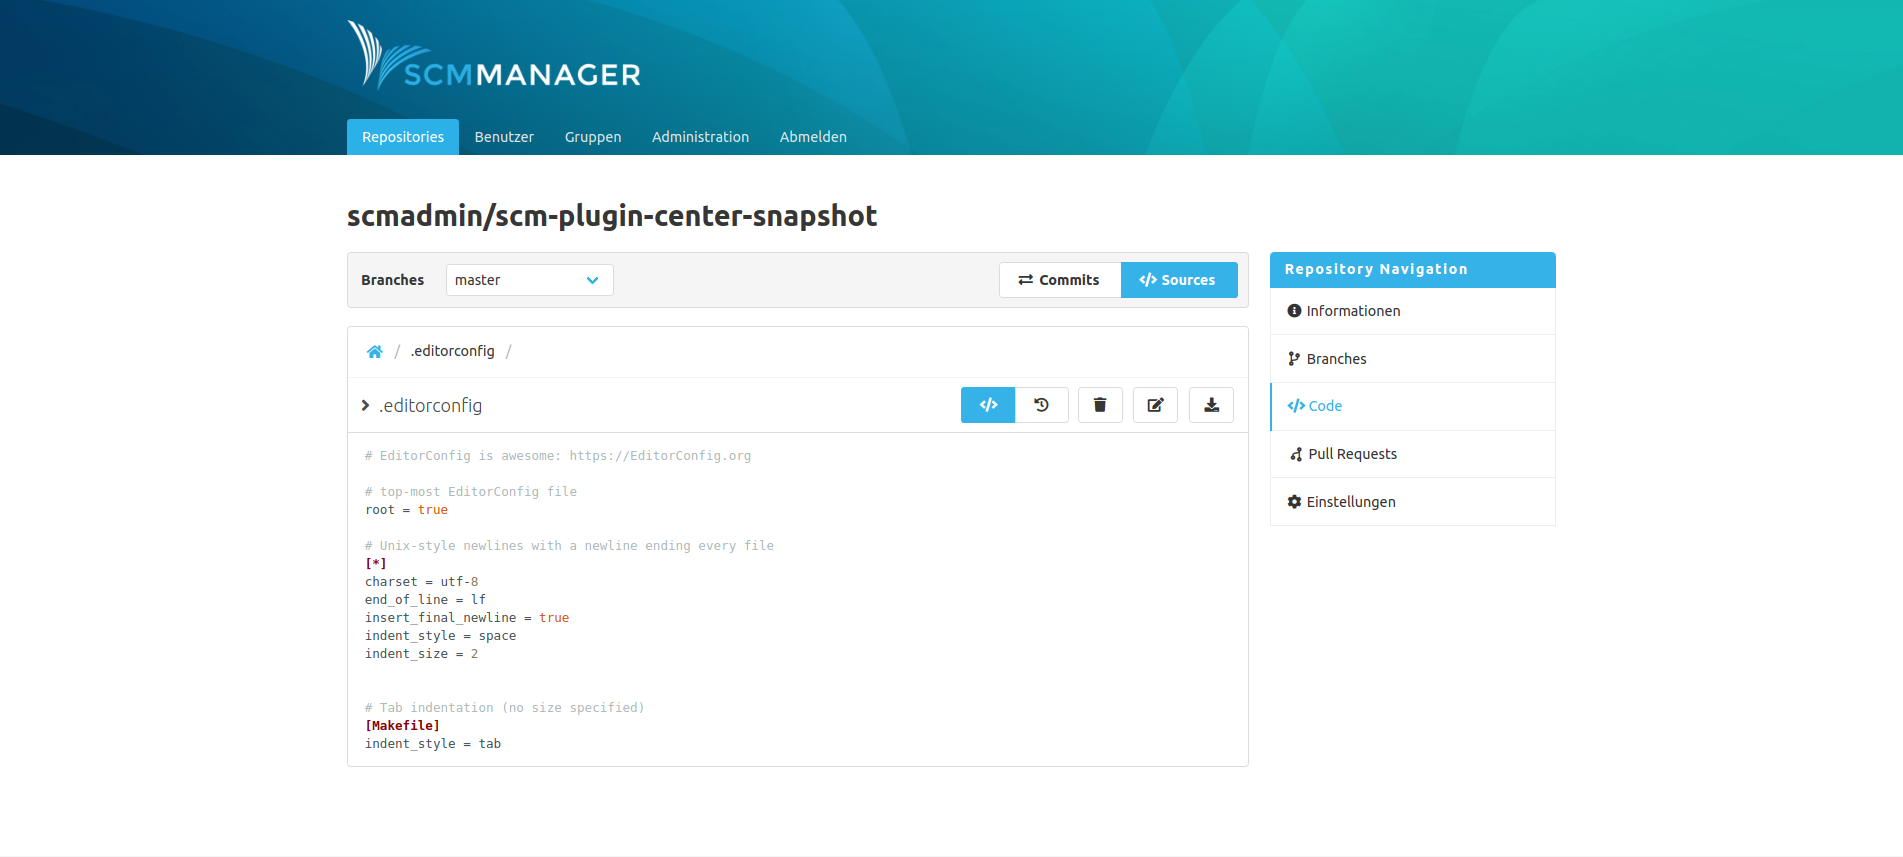 SCMMANAGER
Repositories Benutzer Gruppen Administration Abmelden
scmadmin/scm-plugin-center-snapshot
Branches master Commits Sources
/ .editorconfig /
.editorconfig
# EditorConfig is awesome: https://EditorConfig.org
# top-most EditorConfig file
root = true
# Unix-style newlines with a newline ending every file
[*]
charset = utf-8
end_of_line = lf
insert_final_newline = true
indent_style = space
indent_size = 2
# Tab indentation (no size specified)
[Makefile]
indent_style = tab
Repository Navigation
Informationen
Branches
Code
Pull Requests
Einstellungen